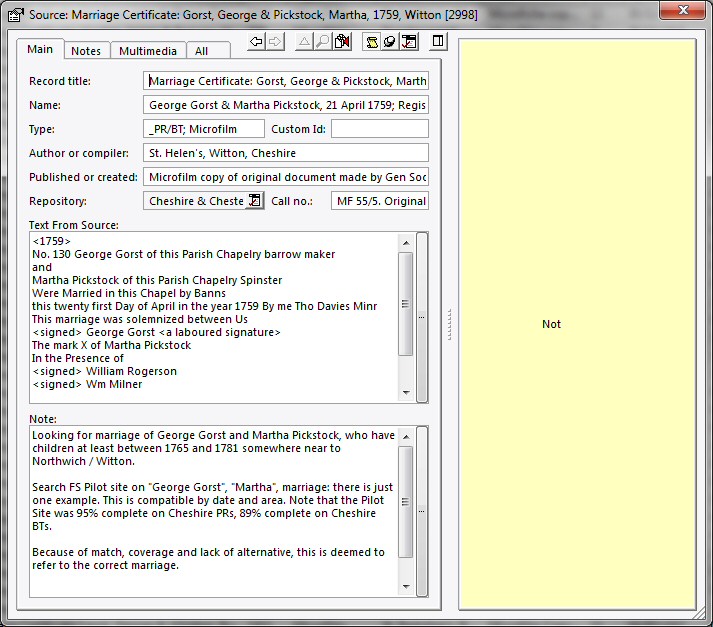 Source: Marriage Certificate: Gorst, George & Pickstock, Martha, 1759, Witton [2998]
Main
Notes
Multimedia
All
Record title:
Marriage Certificate: Gorst, George & Pickstock, Marth
Name:
George Gorst & Martha Pickstock, 21 April 1759; Regis
Type:
_PR/BT; Microfilm
Custom Id:
Author or compiler:
St. Helen's, Witton, Cheshire
Published or created:
Microfilm copy of original document made by Gen Soc
Repository:
Cheshire & Cheste
Call no.:
MF 55/5. Original
Text From Source:
<1759>
No. 130 George Gorst of this Parish Chapelry barrow maker
and
Martha Pickstock of this Parish Chapelry Spinster
Were Married in this Chapel by Banns
this twenty first Day of April in the year 1759 By me Tho Davies Minr
This marriage was solemnized between Us
<signed> George Gorst <a laboured signature>
The mark X of Martha Pickstock
In the Presence of
<signed> William Rogerson
<signed> Wm Milner
Note:
Looking for marriage of George Gorst and Martha Pickstock, who have
children at least between 1765 and 1781 somewhere near to
Northwich / Witton.
Search FS Pilot site on "George Gorst", "Martha", marriage: there is just
one example. This is compatible by date and area. Note that the Pilot
Site was 95% complete on Cheshire PRs, 89% complete on Cheshire
BTs.
Because of match, coverage and lack of alternative, this is deemed to
refer to the correct marriage.
Not